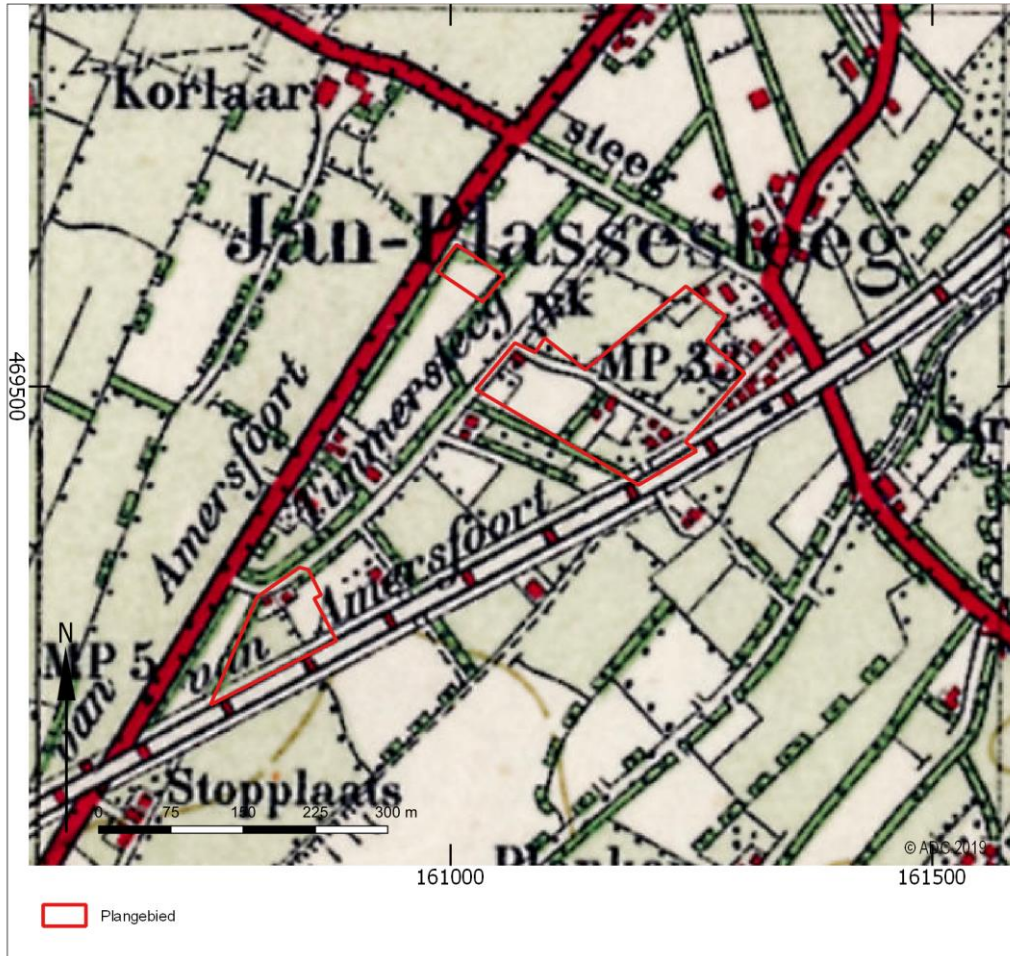 Korlaar
steeg
Jan-Plassesteeg
Amersfoort
Timmersteeg
MP 33
Amersfoort
van
N
MP 5
van
Stopplaats
0 75 150 225 300 m
© ADC 2019
469500
161000 161500
Plangebied